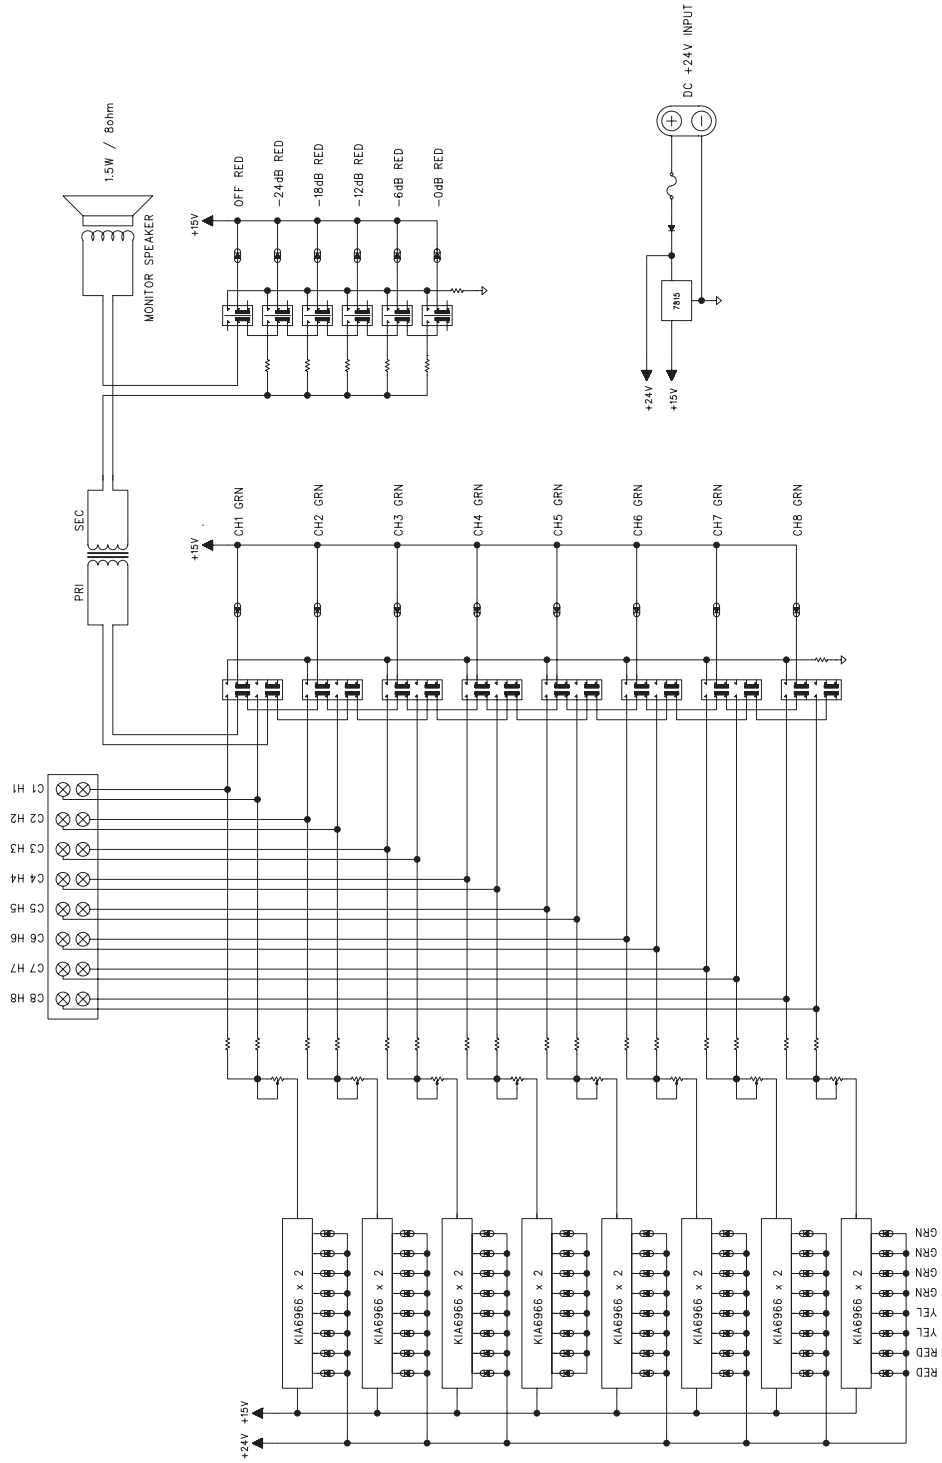 DC +24V INPUT
1.5W / 8ohm
MONITOR SPEAKER
+15V
OFF RED
-24dB RED
-18dB RED
-12dB RED
-6dB RED
-0dB RED
7815
+24V
+15V
SEC
PRI
+15V
CH1 GRN
CH2 GRN
CH3 GRN
CH4 GRN
CH5 GRN
CH6 GRN
CH7 GRN
CH8 GRN
C1 H1
C2 H2
C3 H3
C4 H4
C5 H5
C6 H6
C7 H7
C8 H8
KIA6966 x 2
KIA6966 x 2
KIA6966 x 2
KIA6966 x 2
KIA6966 x 2
KIA6966 x 2
KIA6966 x 2
KIA6966 x 2
GRN
GRN
GRN
GRN
YEL
YEL
RED
RED
+15V
+24V